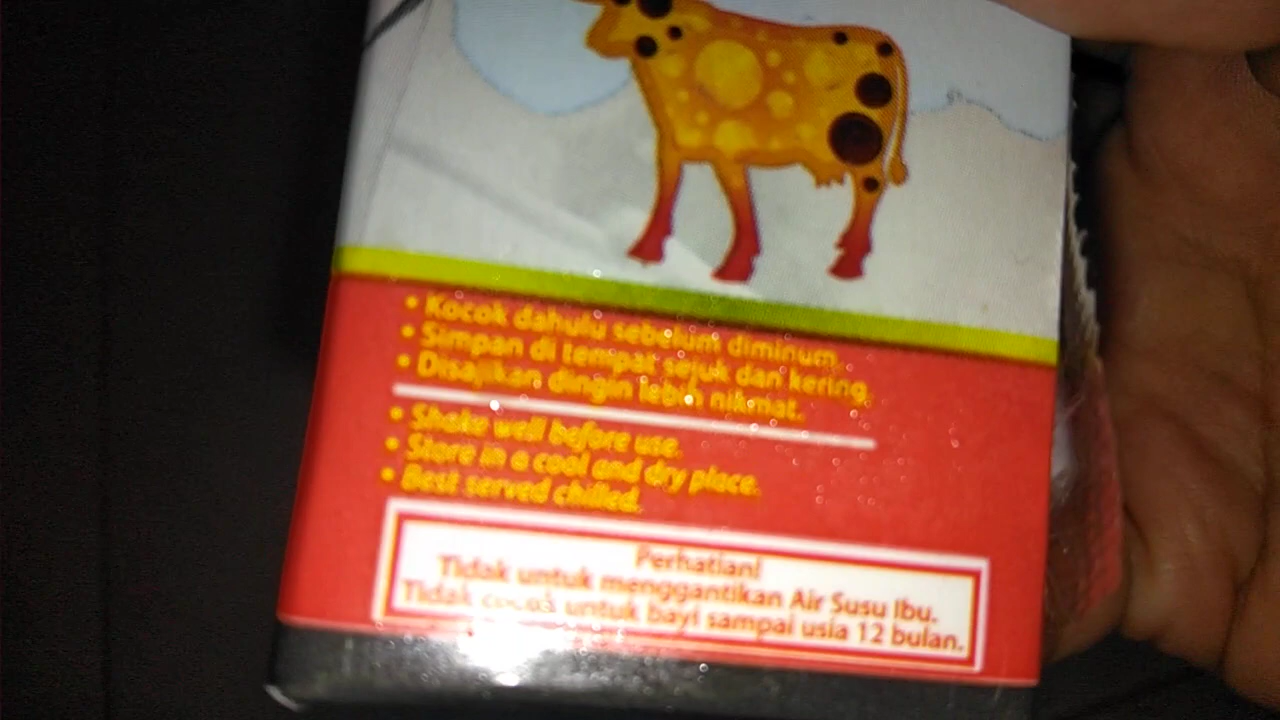 • Kocok dahulu sebelum diminum.
• Simpan di tempat sejuk dan kering.
• Disajikan dingin lebih nikmat.
• Shake well before use.
• Store in a cool and dry place.
• Best served chilled.
Perhatian!
Tidak untuk menggantikan Air Susu Ibu.
Tidak cocok untuk bayi sampai usia 12 bulan.